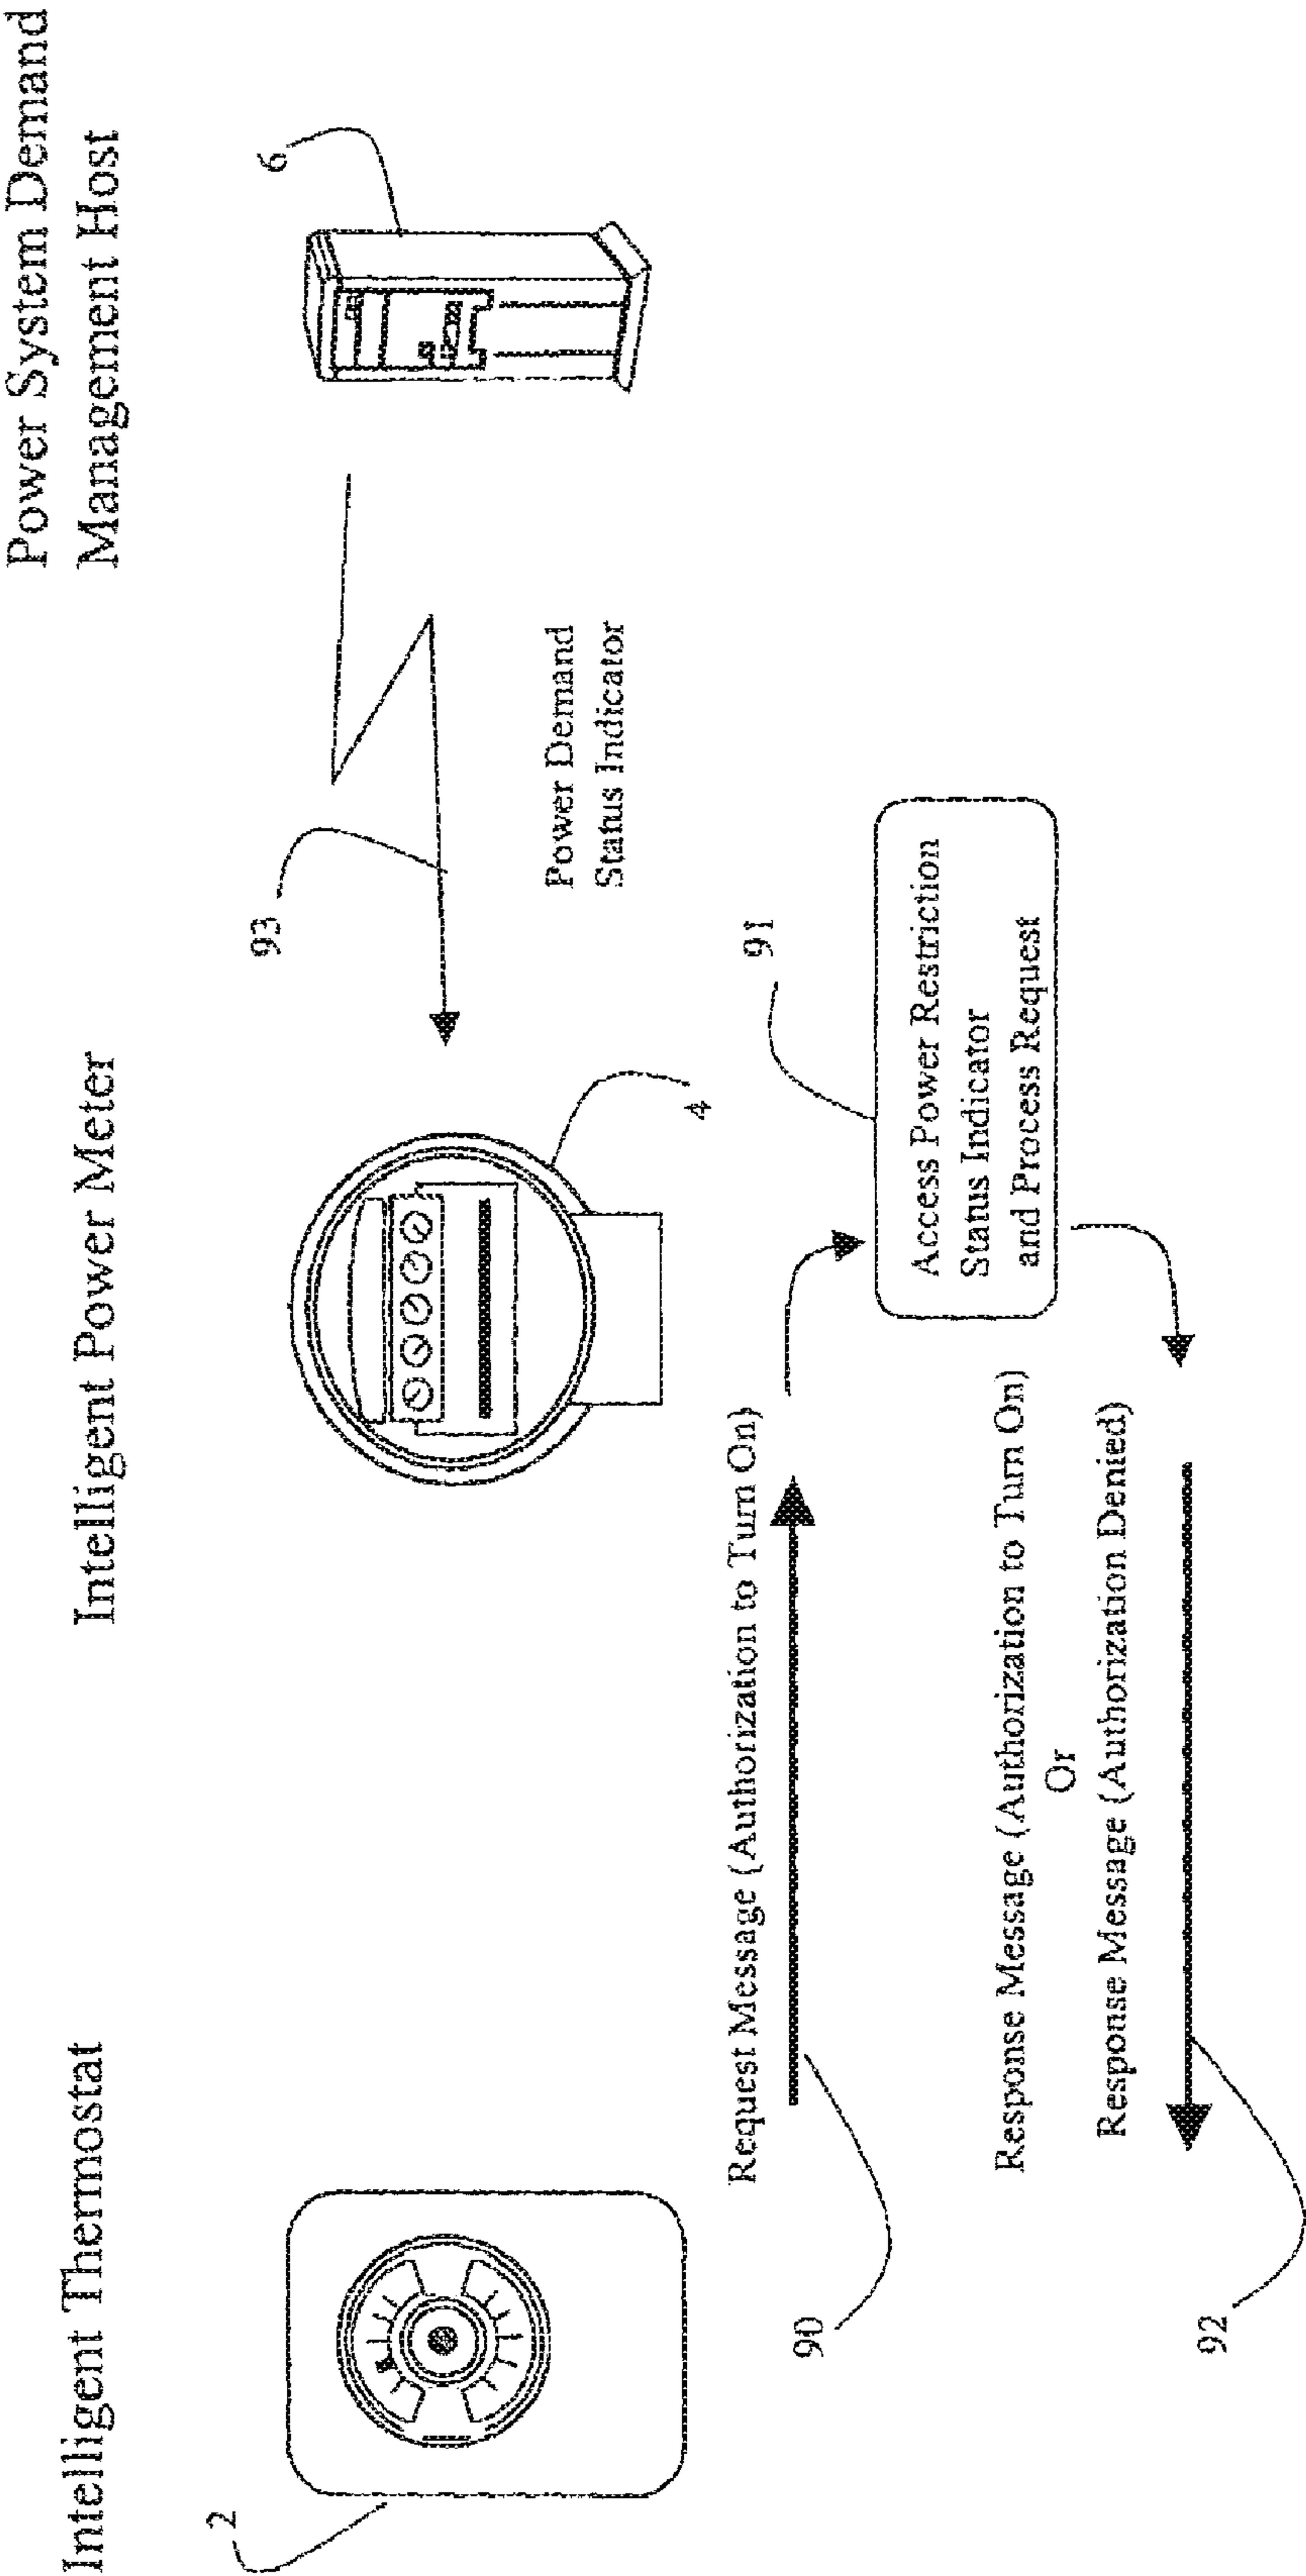 Intelligent Thermostat
Intelligent Power Meter
Power System Demand
Management Host
2
4
6
93
Power Demand
Status Indicator
Request Message (Authorization to Turn On)
90
91
Access Power Restriction
Status Indicator
and Process Request
Response Message (Authorization to Turn On)
Or
Response Message (Authorization Denied)
92